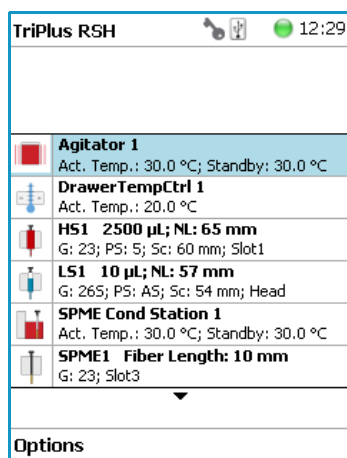 TriPlus RSH 12:29
Agitator 1
Act. Temp.: 30.0 °C; Standby: 30.0 °C
DrawerTempCtrl 1
Act. Temp.: 20.0 °C
HS1 2500 µL; NL: 65 mm
G: 23; PS: 5; Sc: 60 mm; Slot1
LS1 10 µL; NL: 57 mm
G: 26S; PS: AS; Sc: 54 mm; Head
SPME Cond Station 1
Act. Temp.: 30.0 °C; Standby: 30.0 °C
SPME1 Fiber Length: 10 mm
G: 23; Slot3
Options